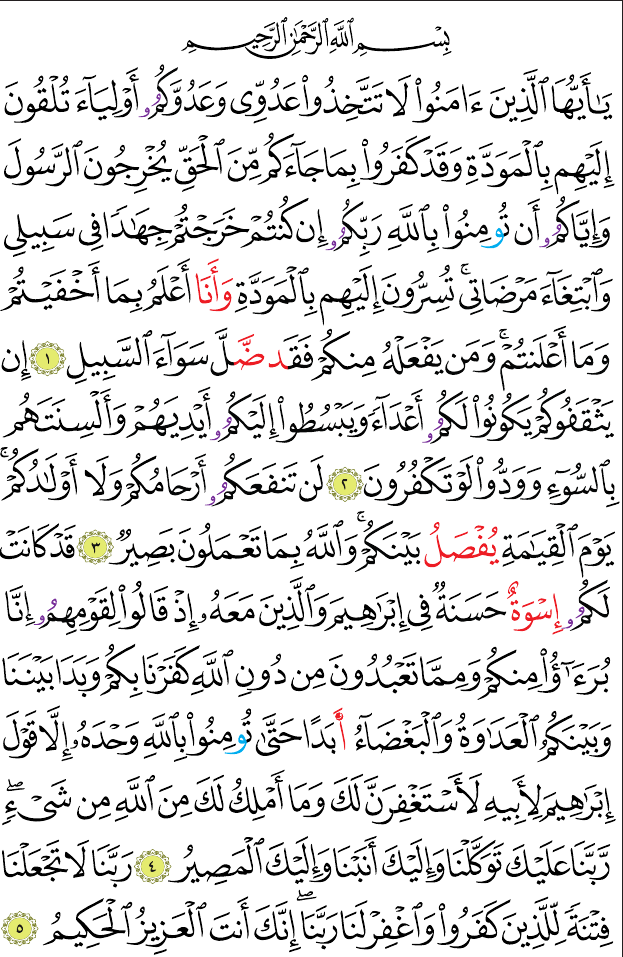 بِسْمِ ٱللَّهِ ٱلرَّحْمَٰنِ ٱلرَّحِيمِ
يَٰأَيُّهَا ٱلَّذِينَ ءَامَنُوا۟ لَا تَتَّخِذُوا۟ عَدُوِّى وَعَدُوَّكُمُۥ أَوْلِيَآءَ تُلْقُونَ
إِلَيْهِم بِٱلْمَوَدَّةِ وَقَدْ كَفَرُوا۟ بِمَا جَآءَكُم مِّنَ ٱلْحَقِّ يُخْرِجُونَ ٱلرَّسُولَ
وَإِيَّاكُمُۥ أَن تُومِنُوا۟ بِٱللَّهِ رَبِّكُمُۥ إِن كُنتُمْ خَرَجْتُمْ جِهَٰدًا فِى سَبِيلِى
وَٱبْتِغَآءَ مَرْضَاتِى ۚ تُسِرُّونَ إِلَيْهِم بِٱلْمَوَدَّةِ وَأَنَا أَعْلَمُ بِمَا أَخْفَيْتُمْ
وَمَا أَعْلَنتُمْ ۚ وَمَن يَفْعَلْهُ مِنكُمْ فَقَد ضَّلَّ سَوَآءَ ٱلسَّبِيلِ ١ إِن
يَثْقَفُوكُمْ يَكُونُوا۟ لَكُمُۥ أَعْدَآءً وَيَبْسُطُوا۟ إِلَيْكُمُۥ أَيْدِيَهُمْ وَأَلْسِنَتَهُم
بِٱلسُّوٓءِ وَوَدُّوا۟ لَوْ تَكْفُرُونَ ٢ لَن تَنفَعَكُمُۥ أَرْحَامُكُمْ وَلَا أَوْلَٰدُكُمْ ۚ
يَوْمَ ٱلْقِيَٰمَةِ يُفْصَلُ بَيْنَكُمْ ۚ وَٱللَّهُ بِمَا تَعْمَلُونَ بَصِيرٌ ٣ قَدْ كَانَتْ
لَكُمُۥ إِسْوَةٌ حَسَنَةٌ فِى إِبْرَٰهِيمَ وَٱلَّذِينَ مَعَهُۥ إِذْ قَالُوا۟ لِقَوْمِهِمُۥ إِنَّا
بُرَءَٰٓؤُا۟ مِنكُمْ وَمِمَّا تَعْبُدُونَ مِن دُونِ ٱللَّهِ كَفَرْنَا بِكُمْ وَبَدَا بَيْنَنَا
وَبَيْنَكُمُ ٱلْعَدَٰوَةُ وَٱلْبَغْضَآءُ أَبَدًا حَتَّىٰ تُومِنُوا۟ بِٱللَّهِ وَحْدَهُۥ إِلَّا قَوْلَ
إِبْرَٰهِيمَ لِأَبِيهِ لَأَسْتَغْفِرَنَّ لَكَ وَمَا أَمْلِكُ لَكَ مِنَ ٱللَّهِ مِن شَىْءٍ ۖ
رَّبَّنَا عَلَيْكَ تَوَكَّلْنَا وَإِلَيْكَ أَنَبْنَا وَإِلَيْكَ ٱلْمَصِيرُ ٤ رَبَّنَا لَا تَجْعَلْنَا
فِتْنَةً لِّلَّذِينَ كَفَرُوا۟ وَٱغْفِرْ لَنَا رَبَّنَا ۖ إِنَّكَ أَنتَ ٱلْعَزِيزُ ٱلْحَكِيمُ ٥